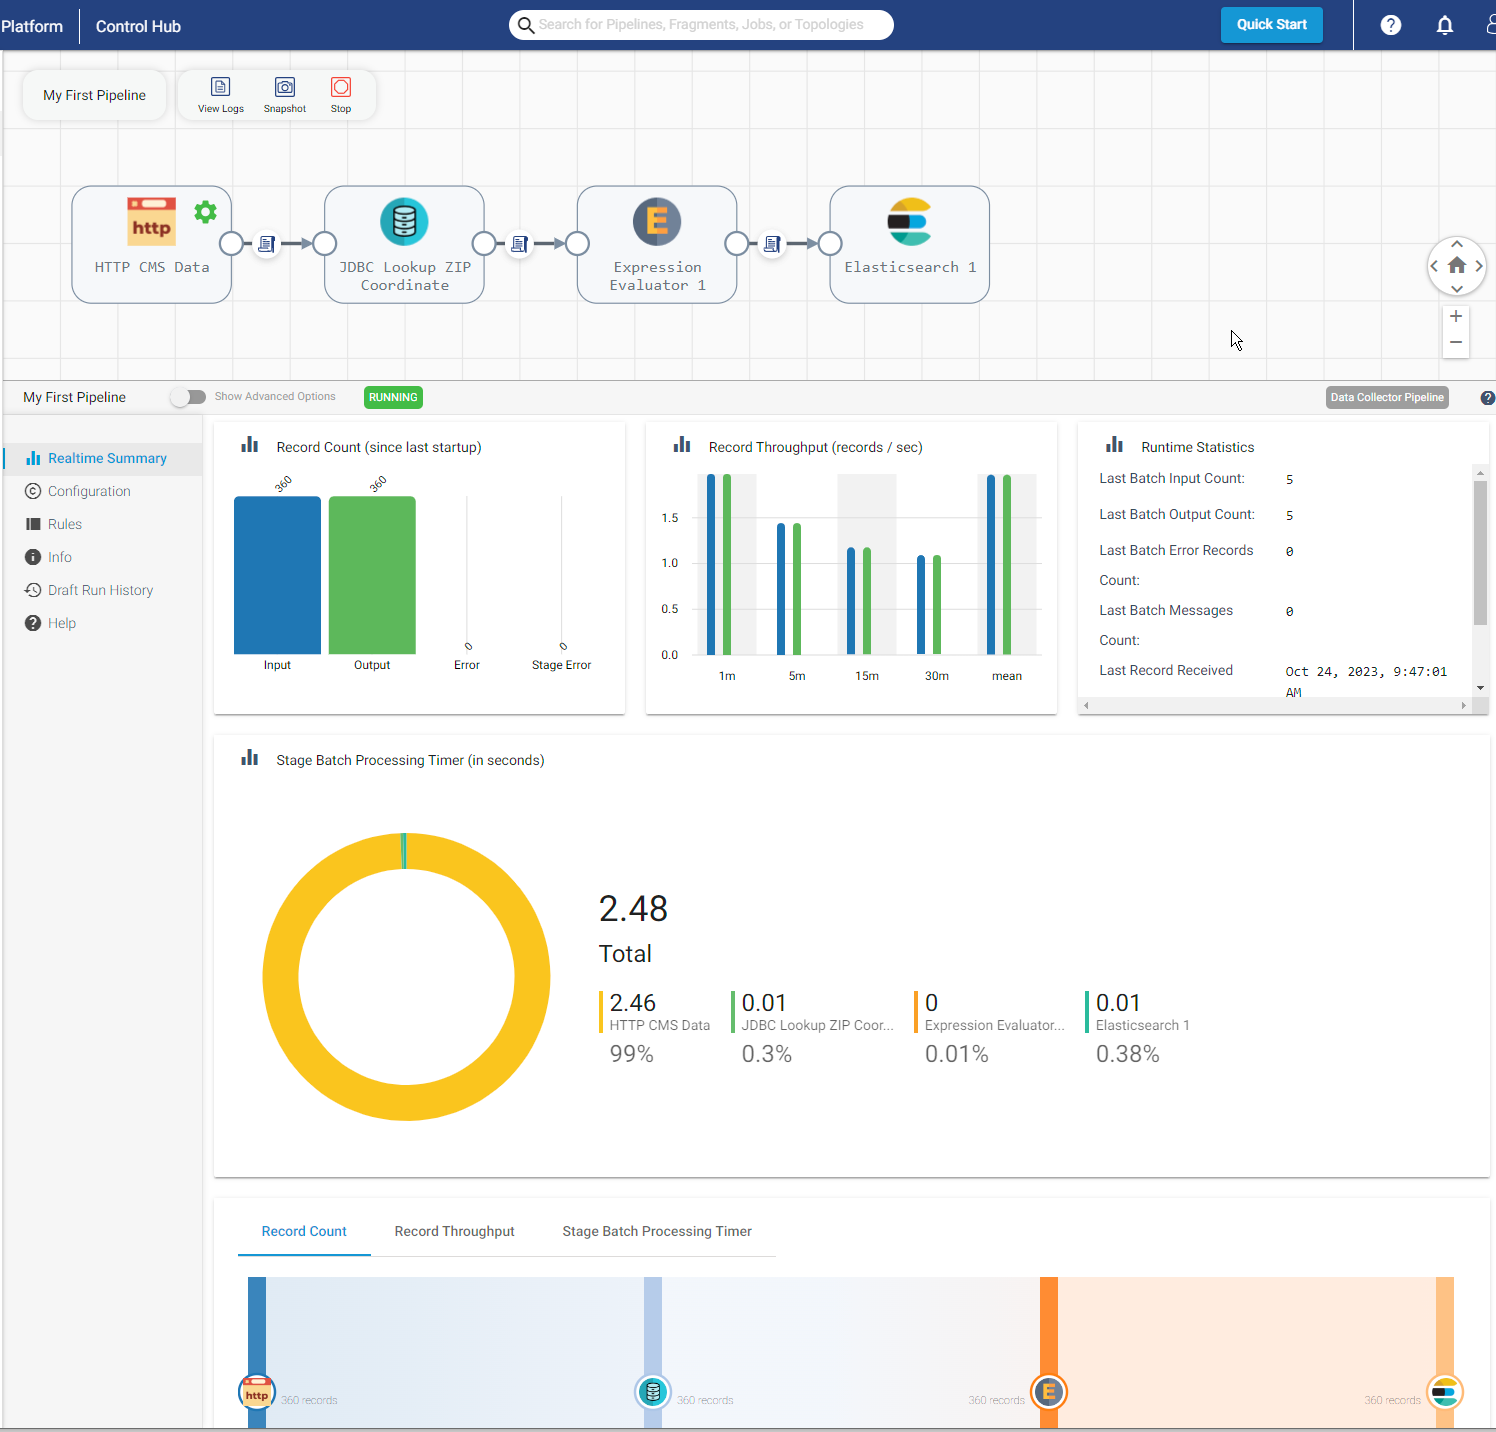 Platform
Control Hub
Search for Pipelines, Fragments, Jobs, or Topologies
Quick Start
My First Pipeline
View Logs
Snapshot
Stop
http
HTTP CMS Data
JDBC Lookup ZIP
Coordinate
E
Expression
Evaluator 1
Elasticsearch 1
My First Pipeline
Show Advanced Options
RUNNING
Data Collector Pipeline
Realtime Summary
Configuration
Rules
Info
Draft Run History
Help
Record Count (since last startup)
360
360
0
0
Input
Output
Error
Stage Error
Record Throughput (records / sec)
1.5
1.0
0.5
0.0
1m
5m
15m
30m
mean
Runtime Statistics
Last Batch Input Count:
5
Last Batch Output Count:
5
Last Batch Error Records
Count:
0
Last Batch Messages
Count:
0
Last Record Received
Oct 24, 2023, 9:47:01
AM
Stage Batch Processing Timer (in seconds)
2.48
Total
2.46
HTTP CMS Data
99%
0.01
JDBC Lookup ZIP Coor...
0.3%
0
Expression Evaluator...
0.01%
0.01
Elasticsearch 1
0.38%
Record Count
Record Throughput
Stage Batch Processing Timer
http
360 records
360 records
360 records
E
360 records